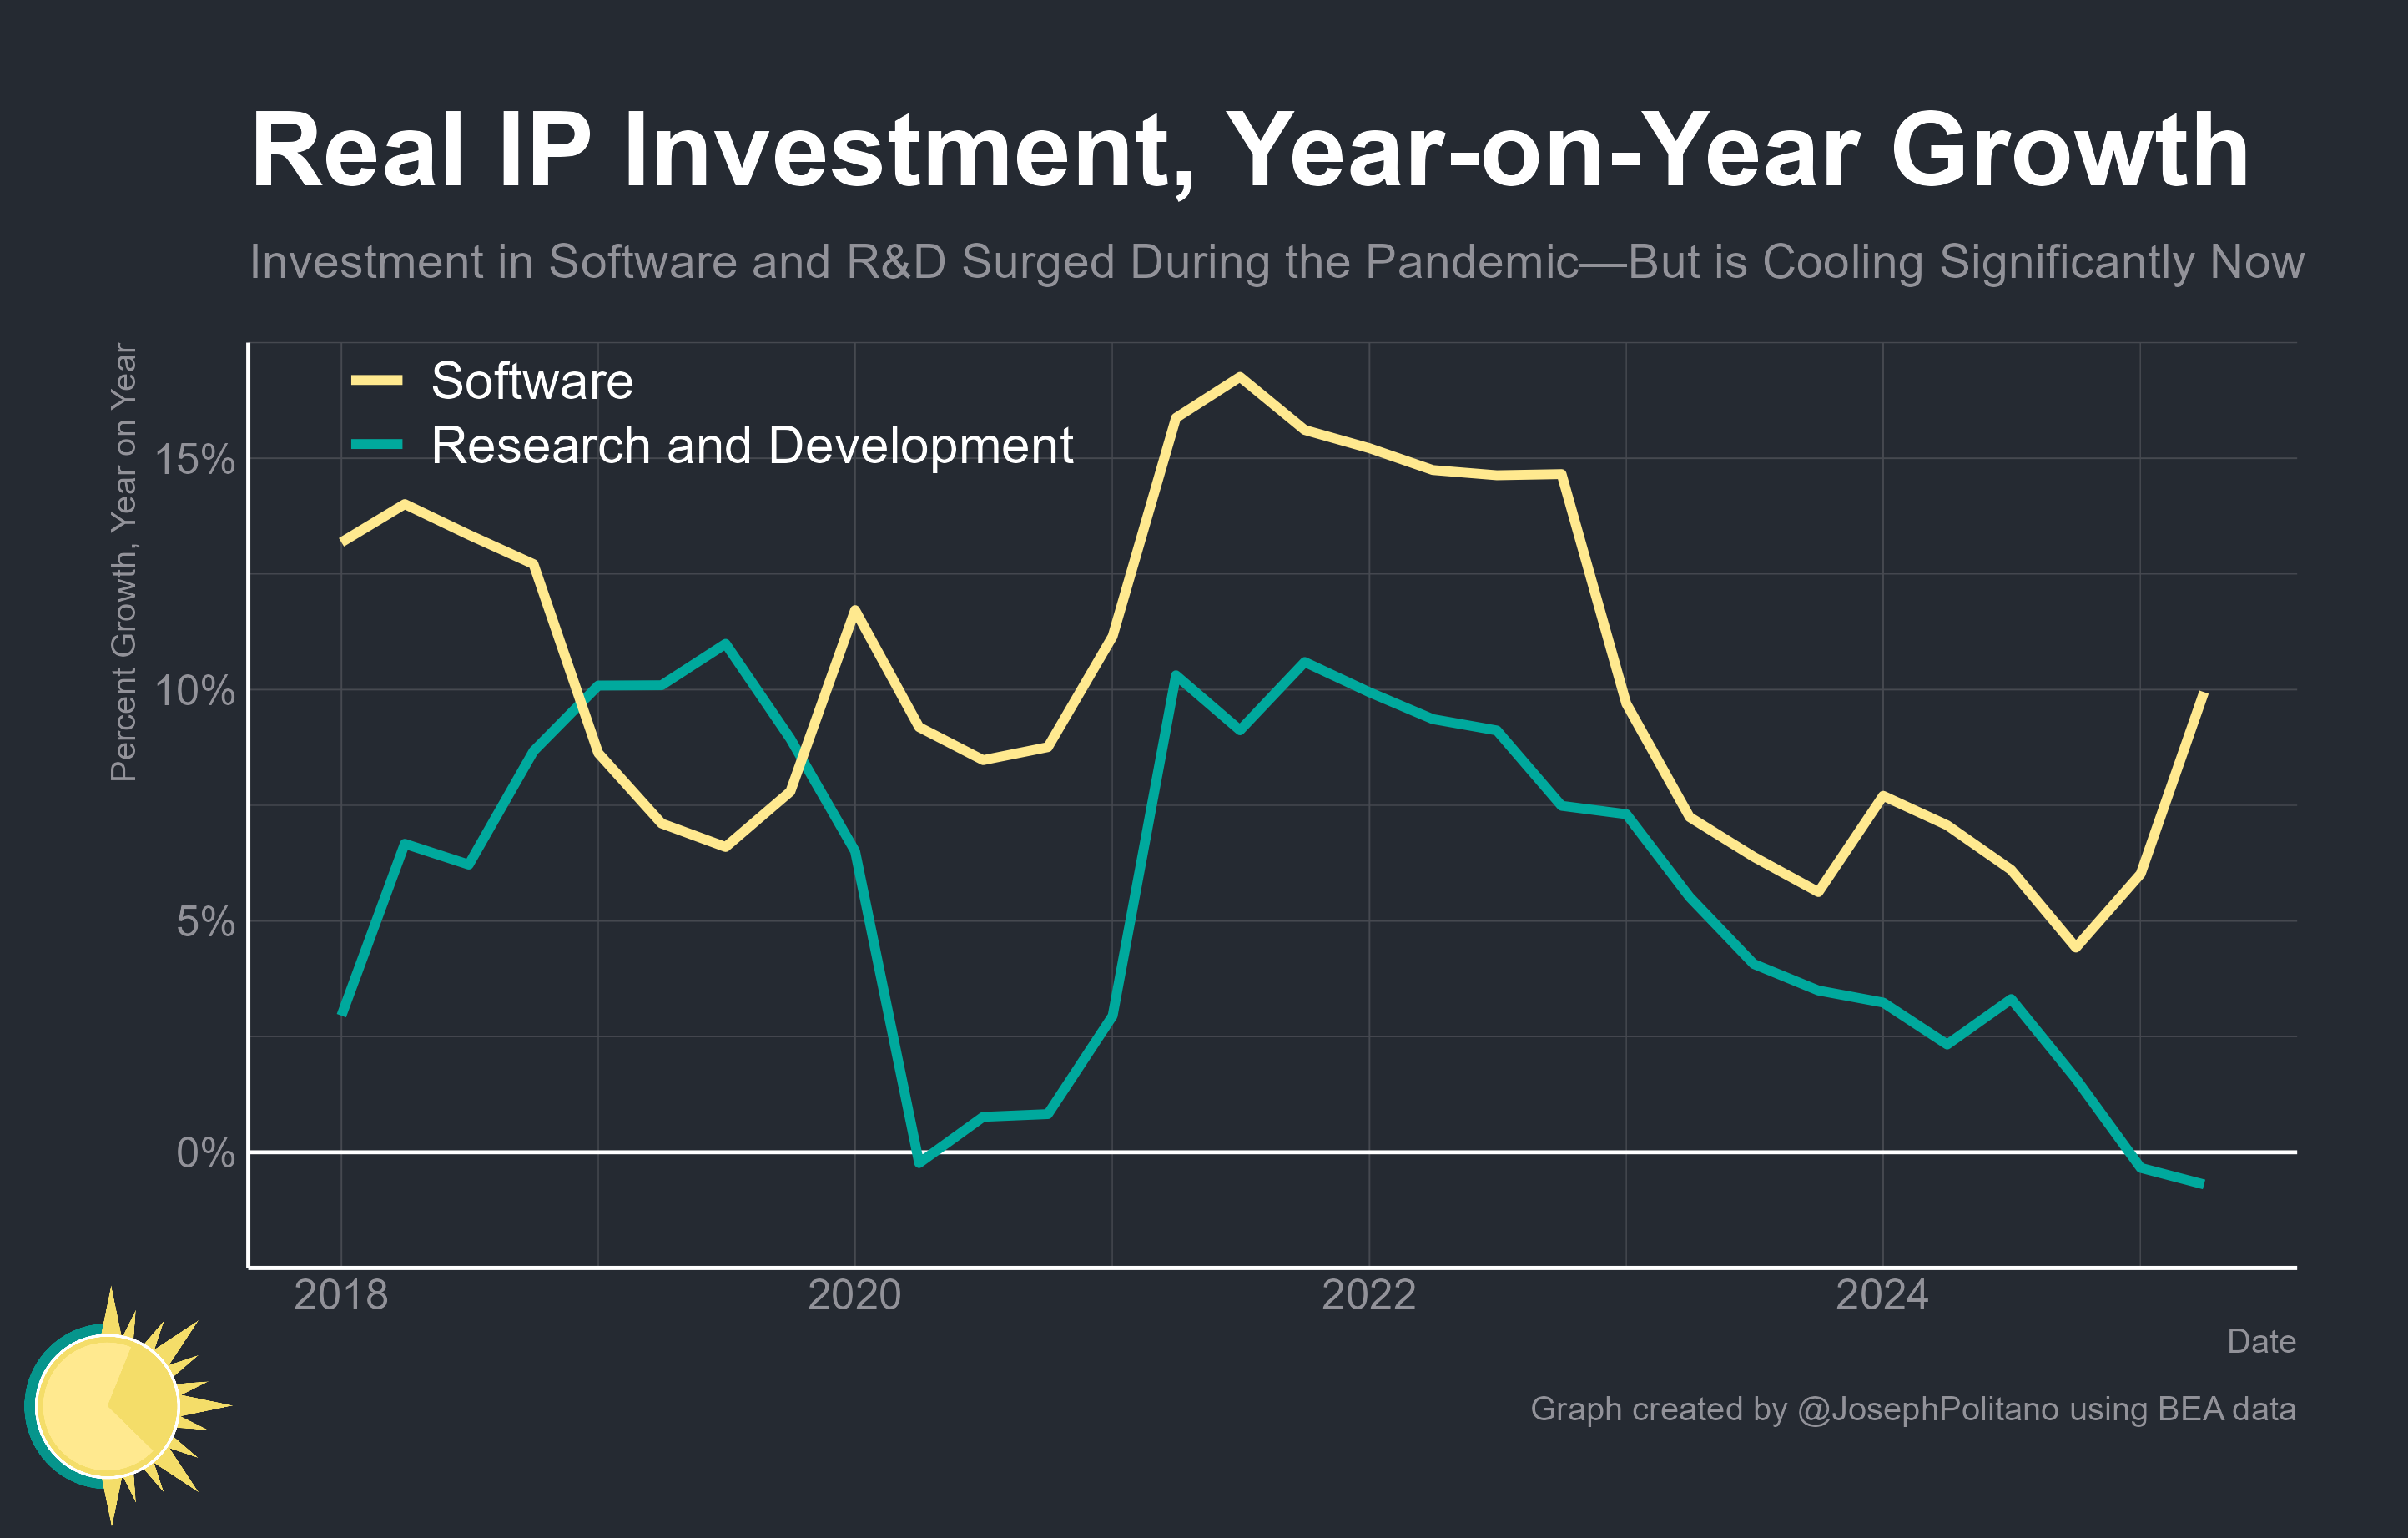 Real IP Investment, Year-on-Year Growth
Investment in Software and R&D Surged During the Pandemic—But is Cooling Significantly Now
Percent Growth, Year on Year
Software
Research and Development
15%
10%
5%
0%
2018 2020 2022 2024
Date
Graph created by @JosephPolitano using BEA data